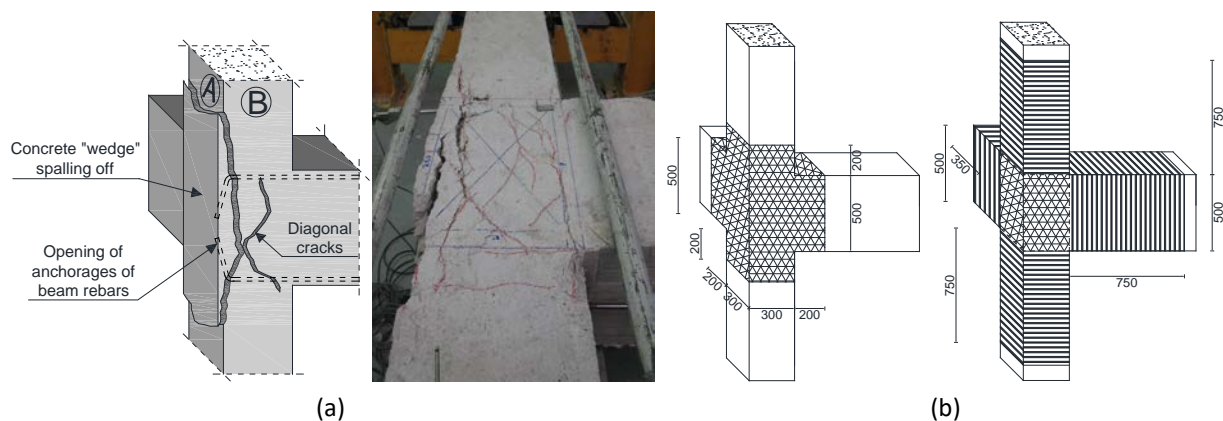 A
B
Concrete "wedge"
spalling off
Opening of
anchorages of
beam rebars
Diagonal
cracks
(a)
500
200
200
300
300
200
200
500
500
350
750
750
750
500
(b)